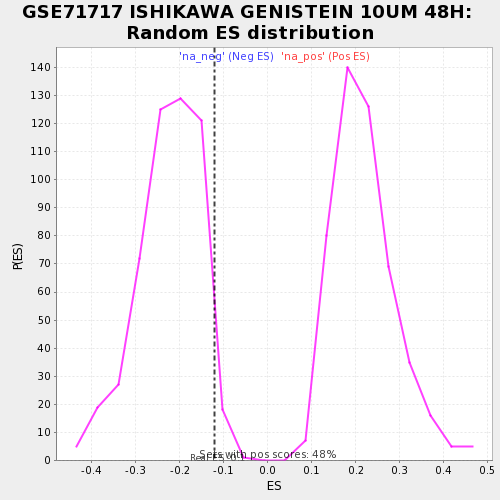 GSE71717 ISHIKAWA GENISTEIN 10UM 48H:
Random ES distribution
'na_neg' (Neg ES) 'na_pos' (Pos ES)
140
130
120
110
100
90
80
70
60
50
40
30
20
10
0
P(ES)
Sets with pos scores: 48%
Real ES
-0.4 -0.3 -0.2 -0.1 0.0 0.1 0.2 0.3 0.4 0.5
ES